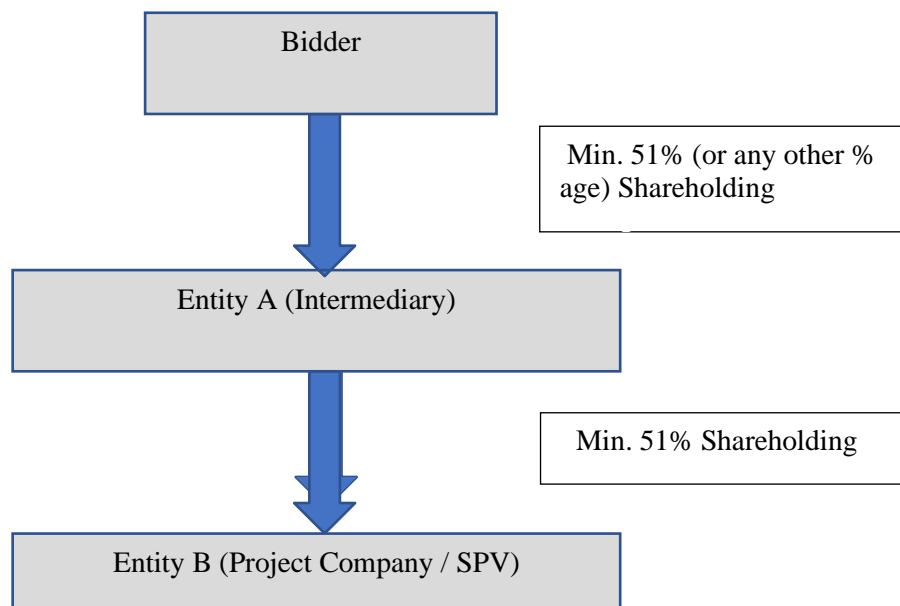 Bidder
Min. 51% (or any other %
age) Shareholding
Entity A (Intermediary)
Min. 51% Shareholding
Entity B (Project Company / SPV)